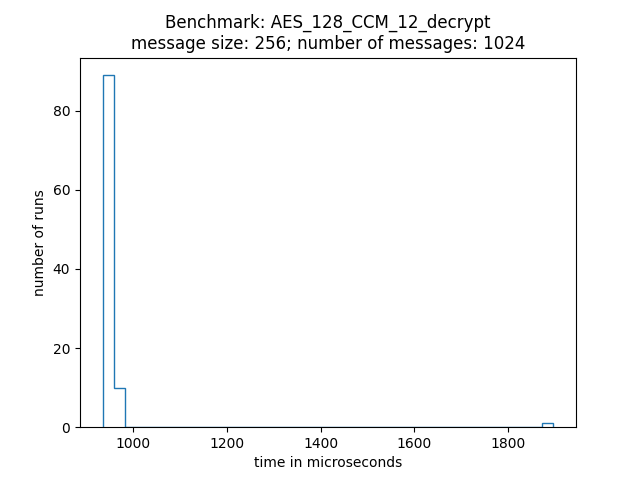 Benchmark: AES_128_CCM_12_decrypt
message size: 256; number of messages: 1024
80
60
40
20
0
number of runs
1000 1200 1400 1600 1800
time in microseconds